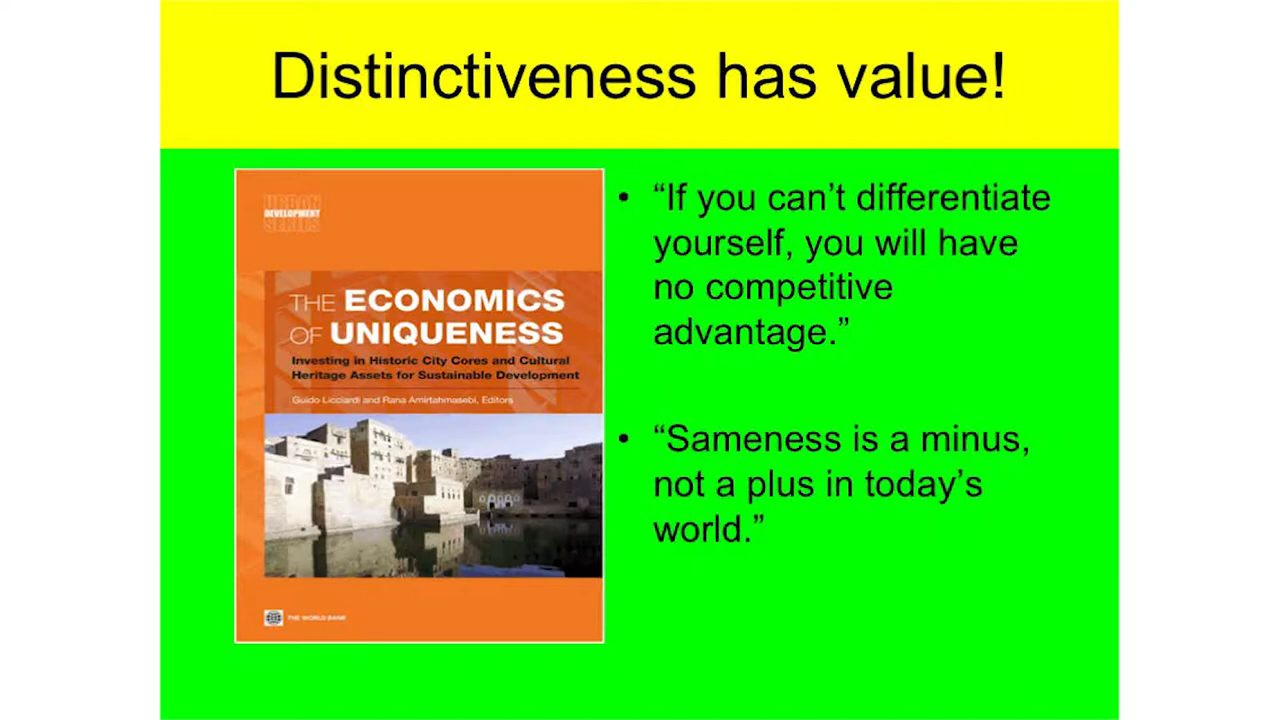 Distinctiveness has value!
URBAN
DEVELOPMENT
SERIES
THE ECONOMICS
OF UNIQUENESS
Investing in Historic City Cores and Cultural
Heritage Assets for Sustainable Development
Guido Licciardi and Rana Amirtahmasebi, Editors
THE WORLD BANK
• “If you can’t differentiate
yourself, you will have
no competitive
advantage.”
• “Sameness is a minus,
not a plus in today’s
world.”